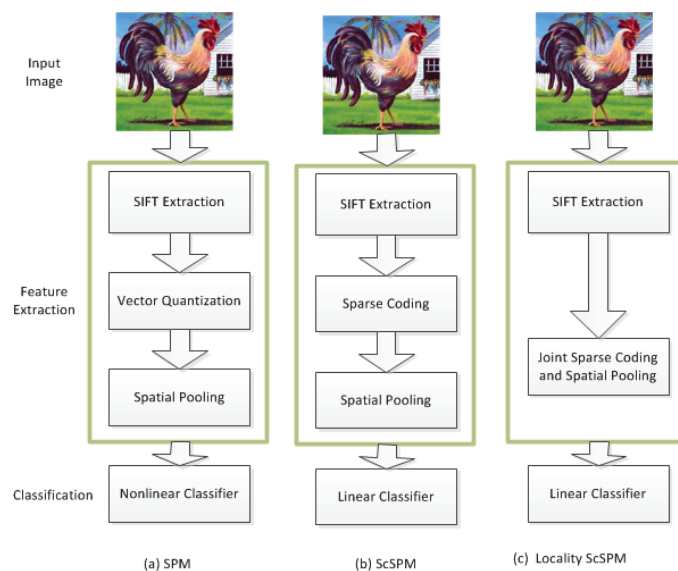 Input
Image
SIFT Extraction
SIFT Extraction
SIFT Extraction
Feature
Extraction
Vector Quantization
Sparse Coding
Joint Sparse Coding
and Spatial Pooling
Spatial Pooling
Spatial Pooling
Classification
Nonlinear Classifier
Linear Classifier
Linear Classifier
(a) SPM
(b) ScSPM
(c) Locality ScSPM